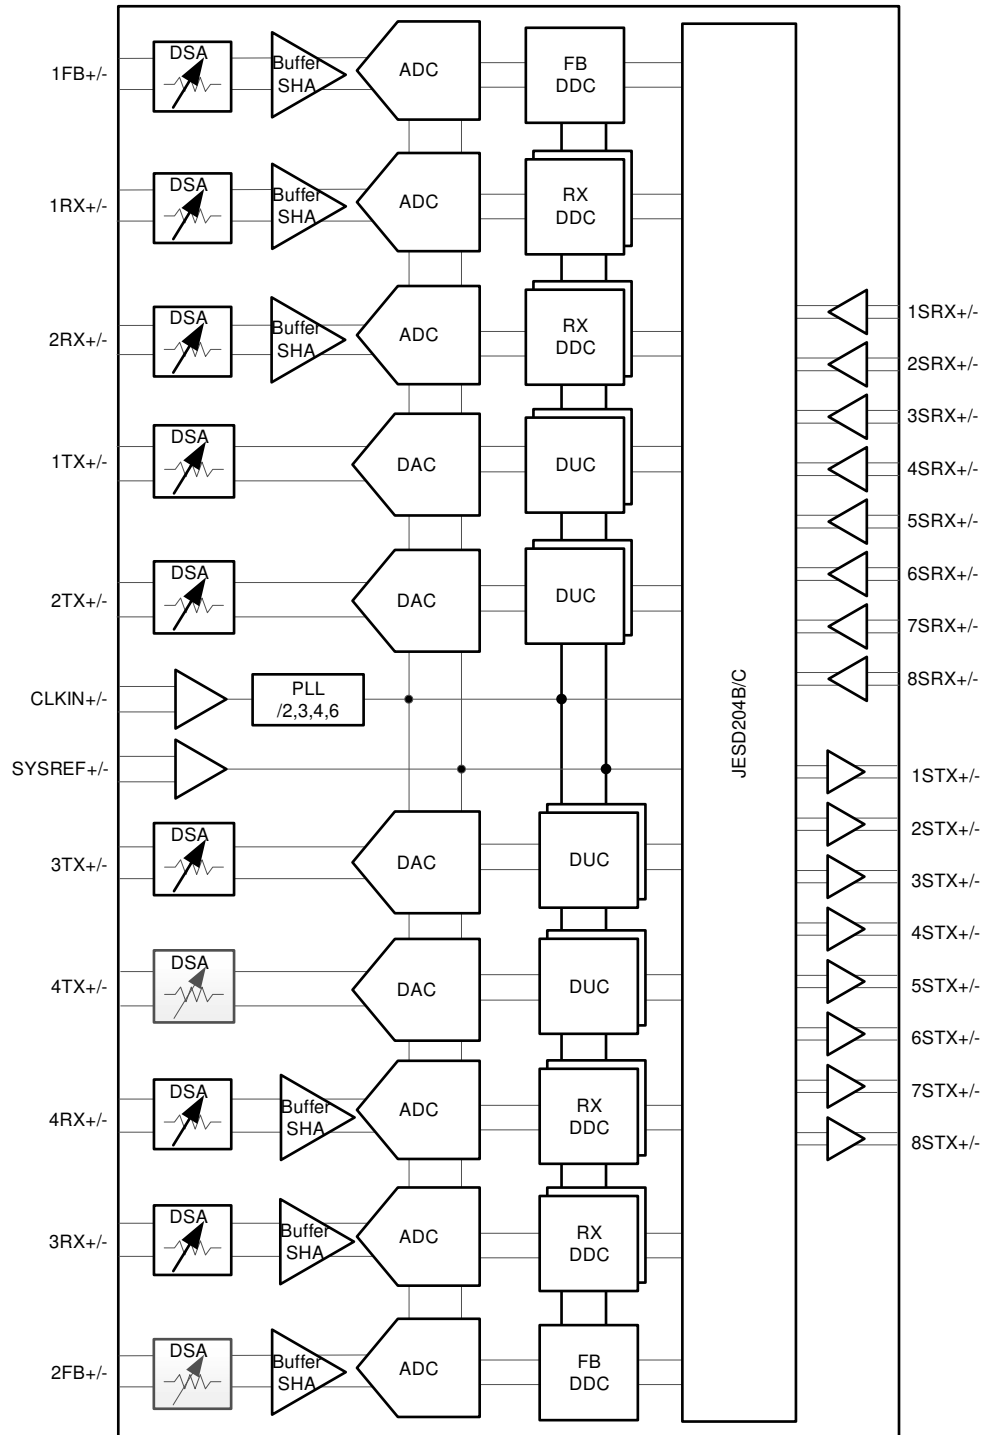 1FB+/-
DSA
Buffer
SHA
ADC
FB
DDC
1RX+/-
DSA
Buffer
SHA
ADC
RX
DDC
2RX+/-
DSA
Buffer
SHA
ADC
RX
DDC
1TX+/-
DSA
DAC
DUC
2TX+/-
DSA
DAC
DUC
CLKIN+/-
PLL
/2,3,4,6
SYSREF+/-
3TX+/-
DSA
DAC
DUC
4TX+/-
DSA
DAC
DUC
4RX+/-
DSA
Buffer
SHA
ADC
RX
DDC
3RX+/-
DSA
Buffer
SHA
ADC
RX
DDC
2FB+/-
DSA
Buffer
SHA
ADC
FB
DDC
JESD204B/C
1SRX+/-
2SRX+/-
3SRX+/-
4SRX+/-
5SRX+/-
6SRX+/-
7SRX+/-
8SRX+/-
1STX+/-
2STX+/-
3STX+/-
4STX+/-
5STX+/-
6STX+/-
7STX+/-
8STX+/-